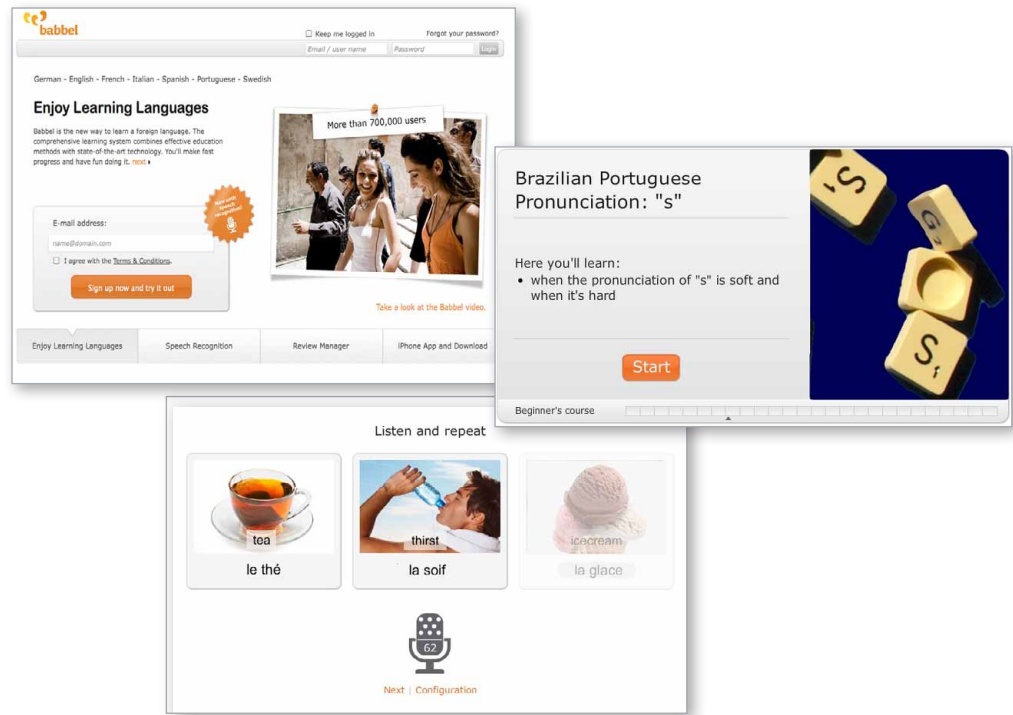 babbel
Keep me logged in
Forgot your password?
Email / user name
Password
Login
German - English - French - Italian - Spanish - Portuguese - Swedish
Enjoy Learning Languages
Babbel is the new way to learn a foreign language. The
comprehensive learning system combines effective education
methods with state-of-the-art technology. You'll make fast
progress and have fun doing it. next
More than 700,000 users
Now with
speech
recognition!
E-mail address:
name@domain.com
I agree with the Terms & Conditions.
Sign up now and try it out
Take a look at the Babbel video.
Enjoy Learning Languages
Speech Recognition
Review Manager
iPhone App and Download
Brazilian Portuguese
Pronunciation: "s"
Here you'll learn:
• when the pronunciation of "s" is soft and
when it's hard
Start
Beginner's course
S
G
S
Listen and repeat
tea
le thé
thirst
la soif
icecream
la glace
62
Next | Configuration